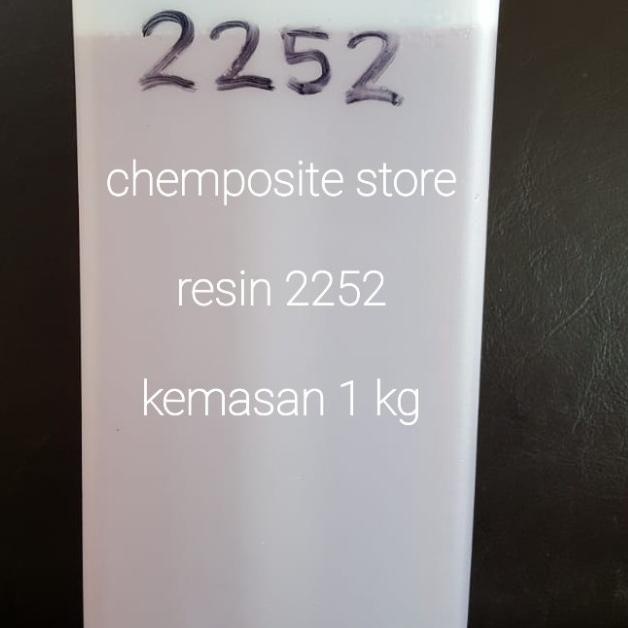 2252
chemposite store
resin 2252
kemasan 1 kg